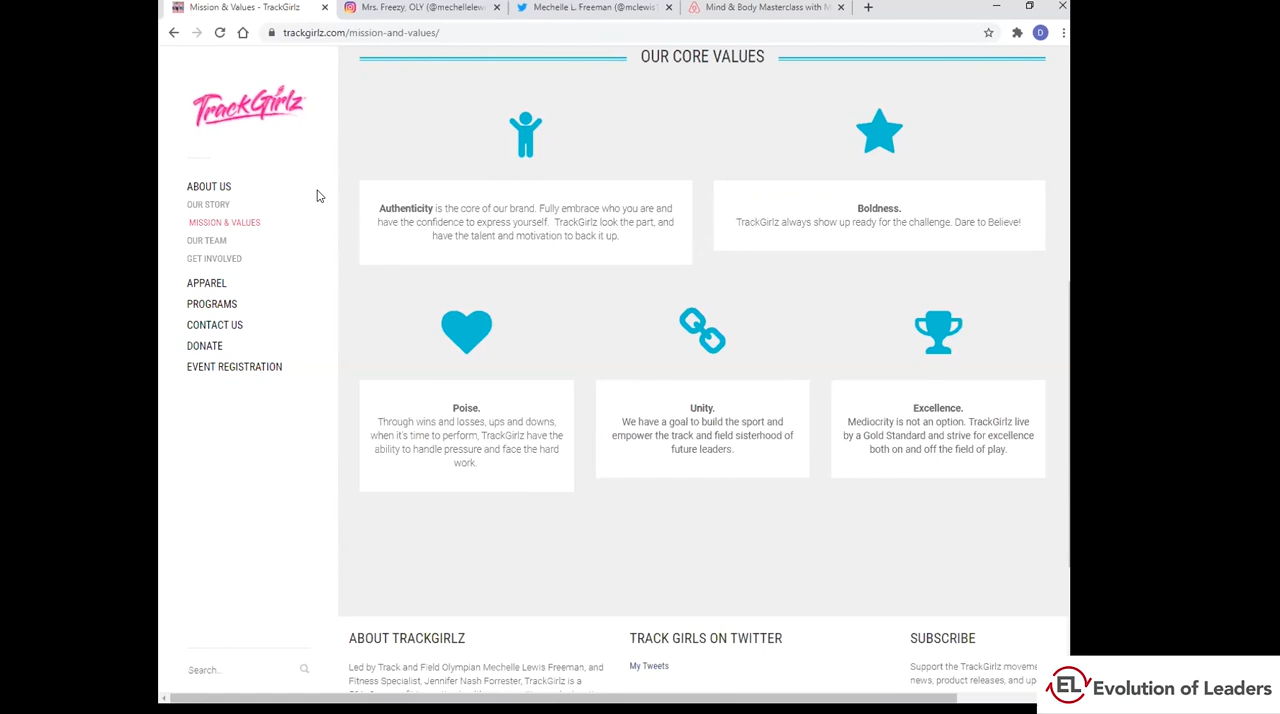 Mission & Values - TrackGirlz
Mrs. Freezy, OLY (@mechellelew
Mechelle L. Freeman (@mclewis
Mind & Body Masterclass with M
trackgirlz.com/mission-and-values/
D
TrackGirlz
ABOUT US
OUR STORY
MISSION & VALUES
OUR TEAM
GET INVOLVED
APPAREL
PROGRAMS
CONTACT US
DONATE
EVENT REGISTRATION
Search..
OUR CORE VALUES
Authenticity is the core of our brand. Fully embrace who you are and
have the confidence to express yourself. TrackGirlz look the part, and
have the talent and motivation to back it up.
Boldness.
TrackGirlz always show up ready for the challenge. Dare to Believe!
Poise.
Through wins and losses, ups and downs,
when it's time to perform, TrackGirlz have the
ability to handle pressure and face the hard
work.
Unity.
We have a goal to build the sport and
empower the track and field sisterhood of
future leaders.
Excellence.
Mediocrity is not an option. TrackGirlz live
by a Gold Standard and strive for excellence
both on and off the field of play.
ABOUT TRACKGIRLZ
Led by Track and Field Olympian Mechelle Lewis Freeman, and
Fitness Specialist, Jennifer Nash Forrester, TrackGirlz is a
TRACK GIRLS ON TWITTER
My Tweets
SUBSCRIBE
Support the TrackGirlz moveme
news, product releases, and up
EL Evolution of Leaders